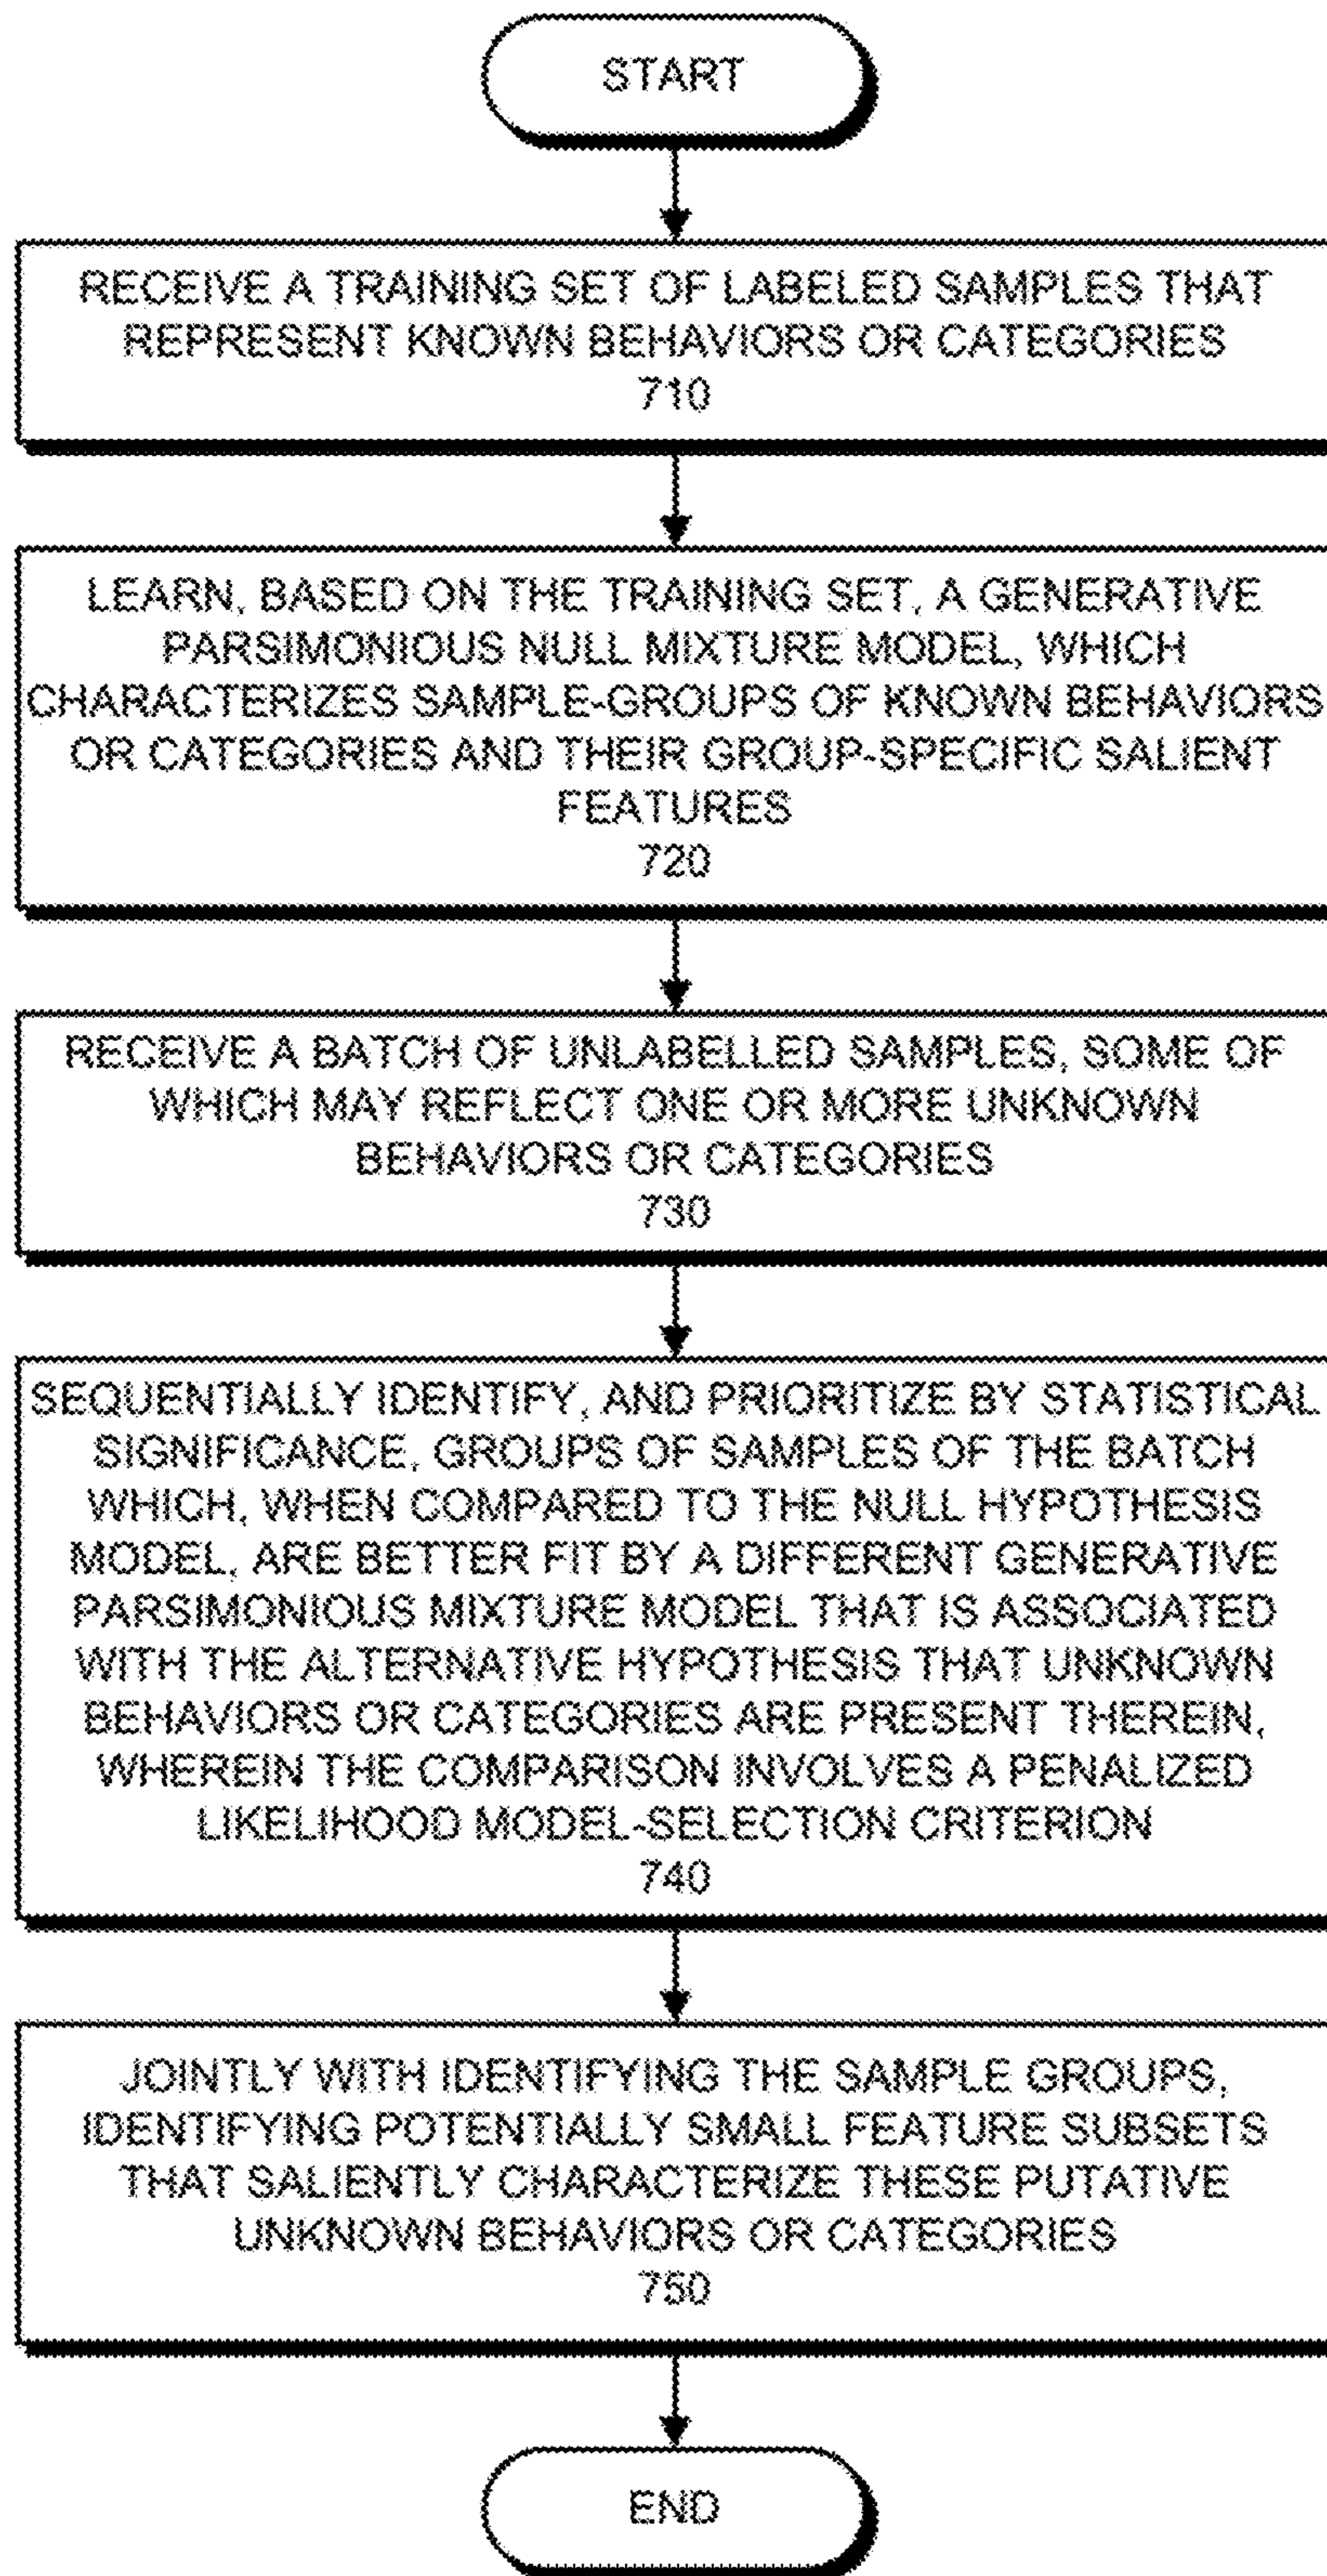 START
RECEIVE A TRAINING SET OF LABELED SAMPLES THAT
REPRESENT KNOWN BEHAVIORS OR CATEGORIES
710
LEARN, BASED ON THE TRAINING SET, A GENERATIVE
PARSIMONIOUS NULL MIXTURE MODEL, WHICH
CHARACTERIZES SAMPLE-GROUPS OF KNOWN BEHAVIORS
OR CATEGORIES AND THEIR GROUP-SPECIFIC SALIENT
FEATURES
720
RECEIVE A BATCH OF UNLABELLED SAMPLES, SOME OF
WHICH MAY REFLECT ONE OR MORE UNKNOWN
BEHAVIORS OR CATEGORIES
730
SEQUENTIALLY IDENTIFY, AND PRIORITIZE BY STATISTICAL
SIGNIFICANCE, GROUPS OF SAMPLES OF THE BATCH
WHICH, WHEN COMPARED TO THE NULL HYPOTHESIS
MODEL, ARE BETTER FIT BY A DIFFERENT GENERATIVE
PARSIMONIOUS MIXTURE MODEL THAT IS ASSOCIATED
WITH THE ALTERNATIVE HYPOTHESIS THAT UNKNOWN
BEHAVIORS OR CATEGORIES ARE PRESENT THEREIN,
WHEREIN THE COMPARISON INVOLVES A PENALIZED
LIKELIHOOD MODEL-SELECTION CRITERION
740
JOINTLY WITH IDENTIFYING THE SAMPLE GROUPS,
IDENTIFYING POTENTIALLY SMALL FEATURE SUBSETS
THAT SALIENTLY CHARACTERIZE THESE PUTATIVE
UNKNOWN BEHAVIORS OR CATEGORIES
750
END